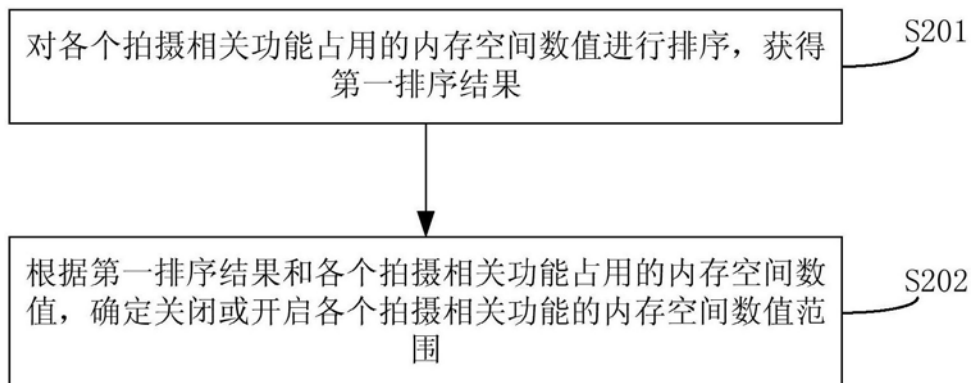 对各个拍摄相关功能占用的内存空间数值进行排序，获得
第一排序结果
S201
根据第一排序结果和各个拍摄相关功能占用的内存空间数
值，确定关闭或开启各个拍摄相关功能的内存空间数值范
围
S202